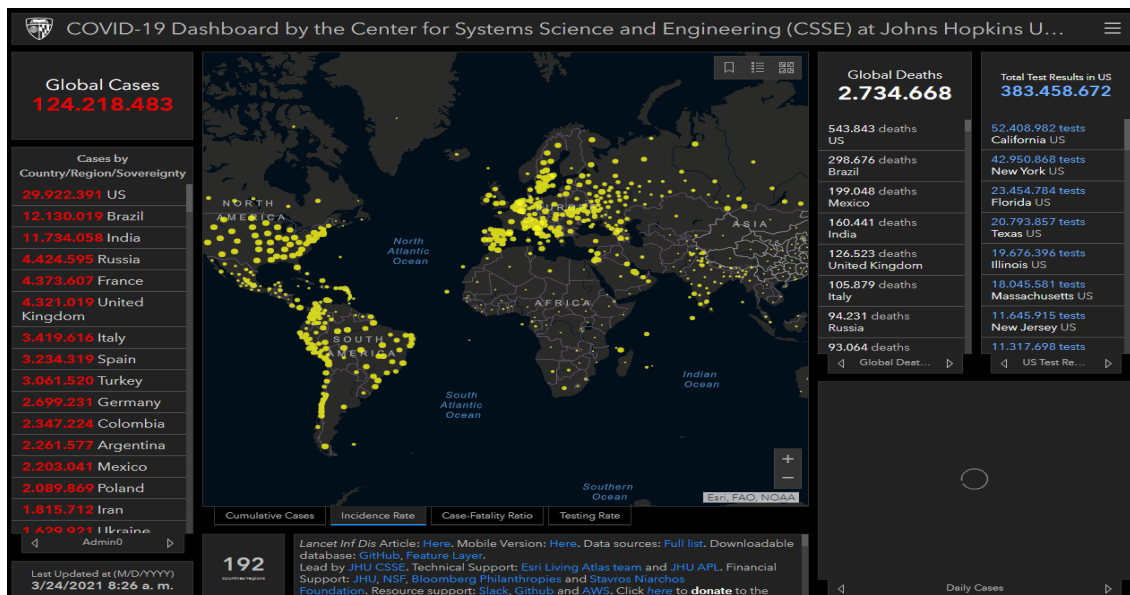 COVID-19 Dashboard by the Center for Systems Science and Engineering (CSSE) at Johns Hopkins U...
Global Cases
124.218.483
Cases by
Country/Region/Sovereignty
29.922.391 US
12.130.019 Brazil
11.734.058 India
4.424.595 Russia
4.373.607 France
4.321.019 United
Kingdom
3.419.616 Italy
3.234.319 Spain
3.061.520 Turkey
2.699.231 Germany
2.347.224 Colombia
2.261.577 Argentina
2.203.041 Mexico
2.089.869 Poland
1.815.712 Iran
1.629.921 Ukraine
Admin0
Last Updated at (M/D/YYYY)
3/24/2021 8:26 a. m.
NORTH
AMERICA
North
Atlantic
Ocean
EUROPE
ASIA
AFRICA
SOUTH
AMERICA
Indian
Ocean
South
Atlantic
Ocean
Southern
Ocean
+
−
Esri, FAO, NOAA
Cumulative Cases
Incidence Rate
Case-Fatality Ratio
Testing Rate
192
countries/regions
Lancet Inf Dis Article: Here. Mobile Version: Here. Data sources: Full list. Downloadable
database: GitHub, Feature Layer.
Lead by JHU CSSE. Technical Support: Esri Living Atlas team and JHU APL. Financial
Support: JHU, NSF, Bloomberg Philanthropies and Stavros Niarchos
Foundation. Resource support: Slack, Github and AWS. Click here to donate to the
Global Deaths
2.734.668
543.843 deaths
US
298.676 deaths
Brazil
199.048 deaths
Mexico
160.441 deaths
India
126.523 deaths
United Kingdom
105.879 deaths
Italy
94.231 deaths
Russia
93.064 deaths
Global Deat...
Total Test Results in US
383.458.672
52.408.982 tests
California US
42.950.868 tests
New York US
23.454.784 tests
Florida US
20.793.857 tests
Texas US
19.676.396 tests
Illinois US
18.045.581 tests
Massachusetts US
11.645.915 tests
New Jersey US
11.317.698 tests
US Test Re...
Daily Cases